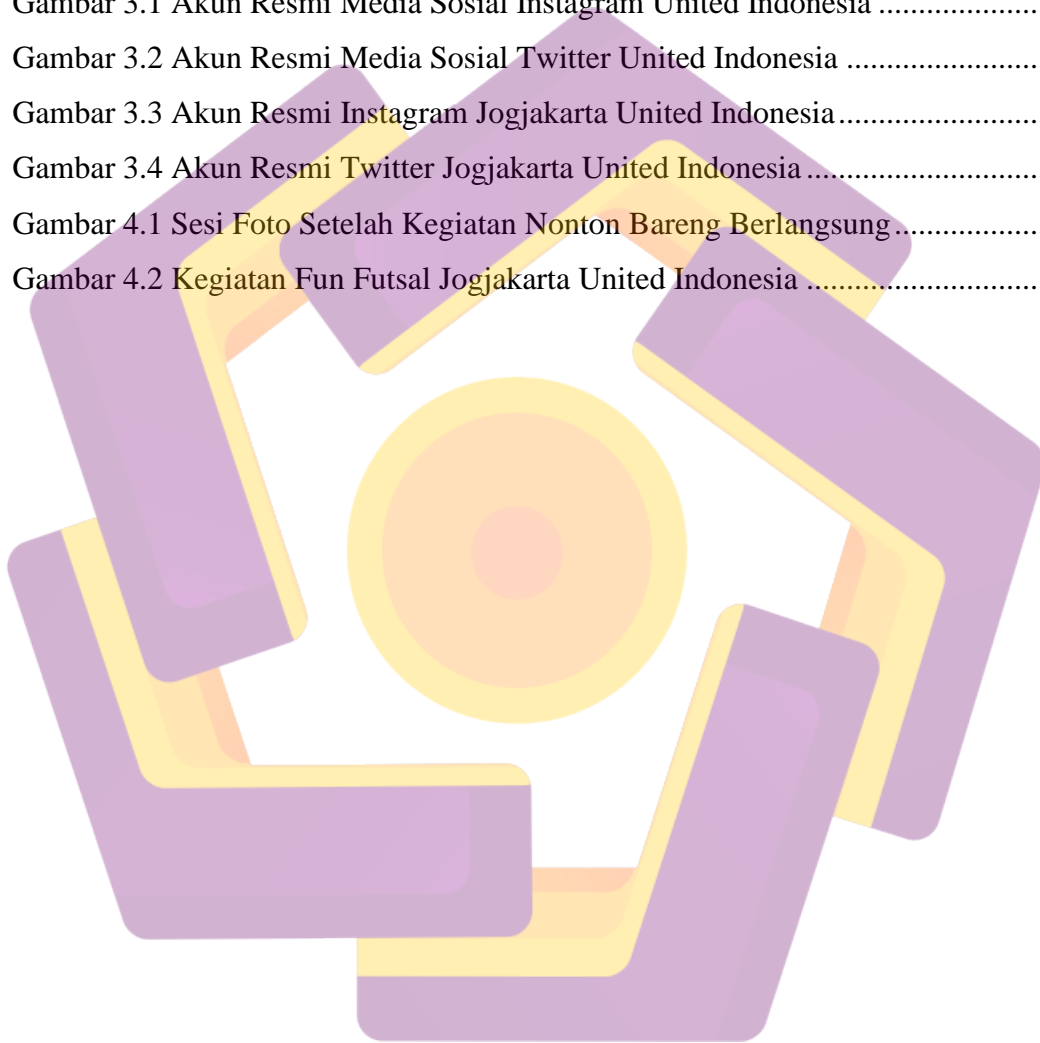 Gambar 3.1 Akun Resmi Media Sosial Instagram United Indonesia ....................
Gambar 3.2 Akun Resmi Media Sosial Twitter United Indonesia ........................
Gambar 3.3 Akun Resmi Instagram Jogjakarta United Indonesia.........................
Gambar 3.4 Akun Resmi Twitter Jogjakarta United Indonesia .............................
Gambar 4.1 Sesi Foto Setelah Kegiatan Nonton Bareng Berlangsung ..................
Gambar 4.2 Kegiatan Fun Futsal Jogjakarta United Indonesia .............................